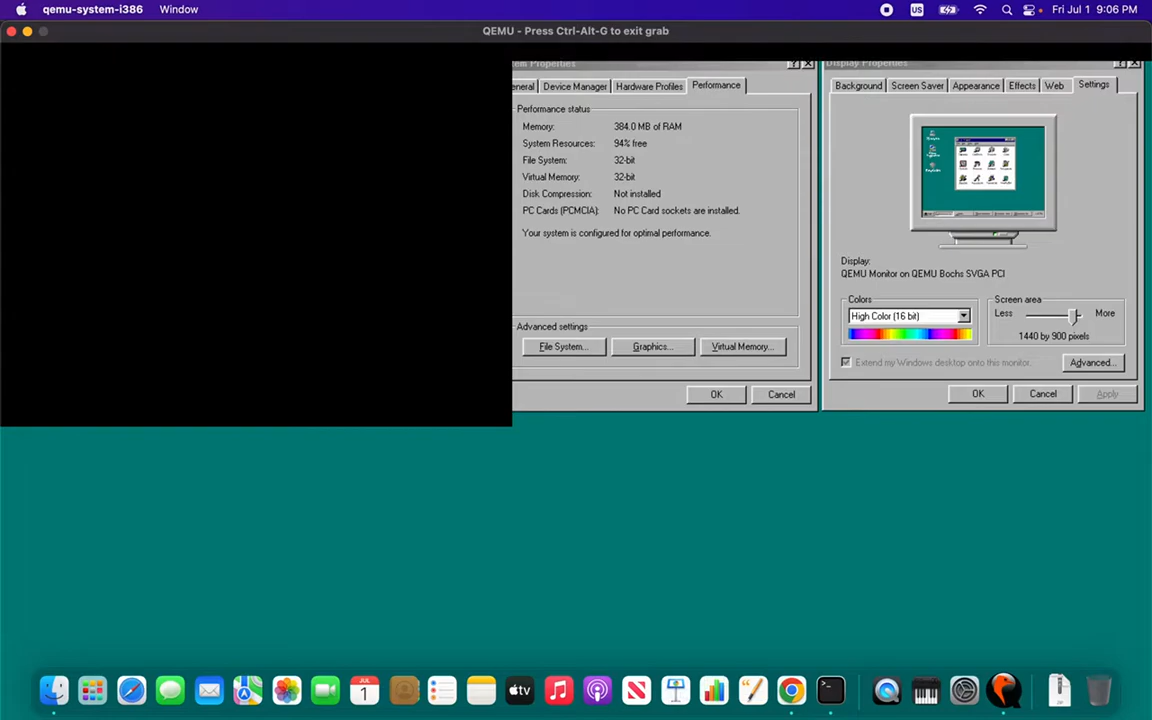 qemu-system-i386 Window US Fri Jul 1 9:06 PM
QEMU - Press Ctrl-Alt-G to exit grab
Device Manager Hardware Profiles Performance
Performance status
Memory: 384.0 MB of RAM
System Resources: 94% free
File System: 32-bit
Virtual Memory: 32-bit
Disk Compression: Not installed
PC Cards (PCMCIA): No PC Card sockets are installed.
Your system is configured for optimal performance.
Advanced settings
File System... Graphics... Virtual Memory...
OK Cancel
Display Properties
Background Screen Saver Appearance Effects Web Settings
Display:
QEMU Monitor on QEMU Bochs SVGA PCI
Colors
High Color (16 bit)
Screen area
Less More
1440 by 900 pixels
Extend my Windows desktop onto this monitor.
Advanced...
OK Cancel Apply
JUL
1
tv